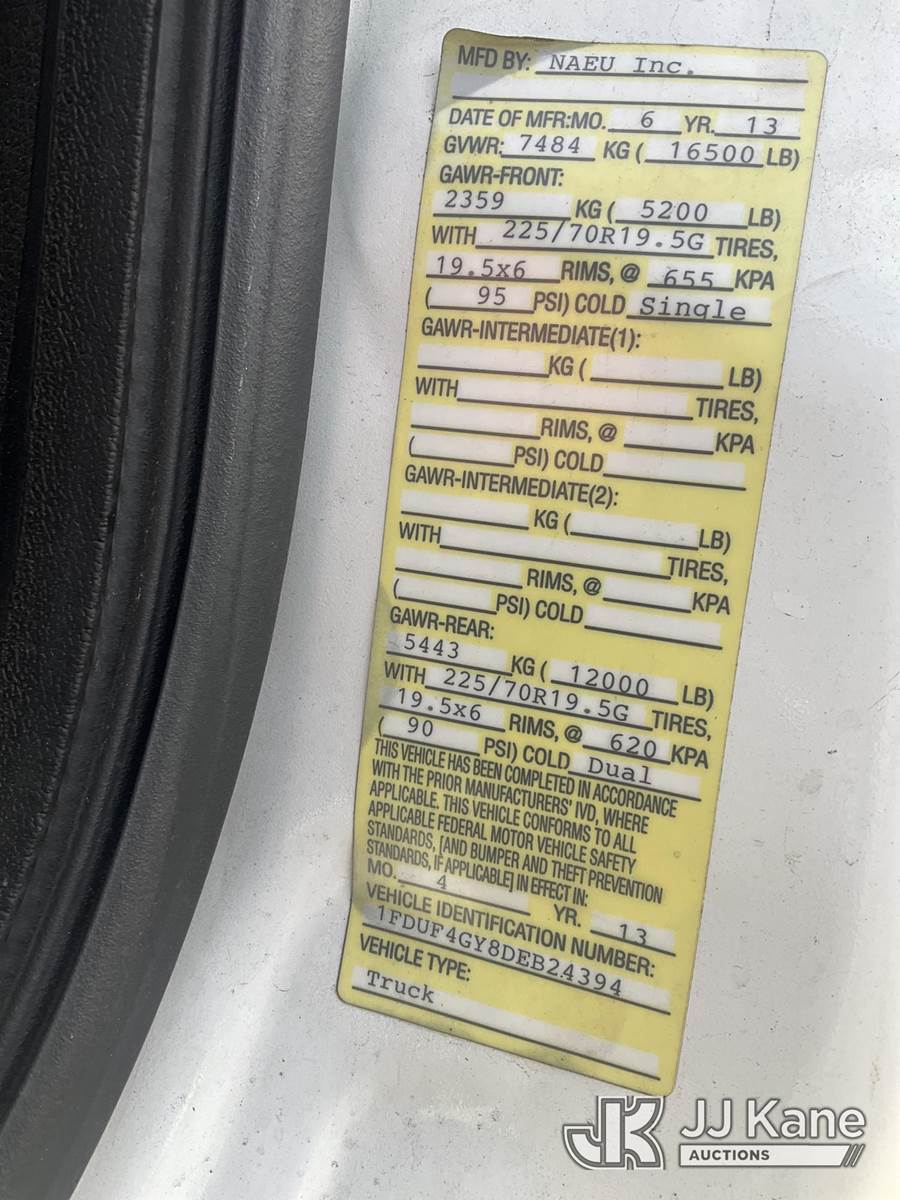 MFD BY: NAEU Inc.
DATE OF MFR:MO. 6 YR. 13
GVWR: 7484 KG ( 16500 LB)
GAWR-FRONT:
2359 KG ( 5200 LB)
WITH 225/70R19.5G TIRES,
19.5x6 RIMS, @ 655 KPA
( 95 PSI) COLD Single
GAWR-INTERMEDIATE(1):
KG ( LB)
WITH TIRES,
RIMS, @ KPA
( PSI) COLD
GAWR-INTERMEDIATE(2):
KG ( LB)
WITH TIRES,
RIMS, @ KPA
( PSI) COLD
GAWR-REAR:
5443 KG ( 12000 LB)
WITH 225/70R19.5G TIRES,
19.5x6 RIMS, @ 620 KPA
( 90 PSI) COLD Dual
THIS VEHICLE HAS BEEN COMPLETED IN ACCORDANCE
WITH THE PRIOR MANUFACTURERS' IVD, WHERE
APPLICABLE. THIS VEHICLE CONFORMS TO ALL
APPLICABLE FEDERAL MOTOR VEHICLE SAFETY
STANDARDS, [AND BUMPER AND THEFT PREVENTION
STANDARDS, IF APPLICABLE] IN EFFECT IN:
MO. 4 YR. 13
VEHICLE IDENTIFICATION NUMBER:
1FDUF4GY8DEB24394
VEHICLE TYPE:
Truck
JK JJ Kane
AUCTIONS